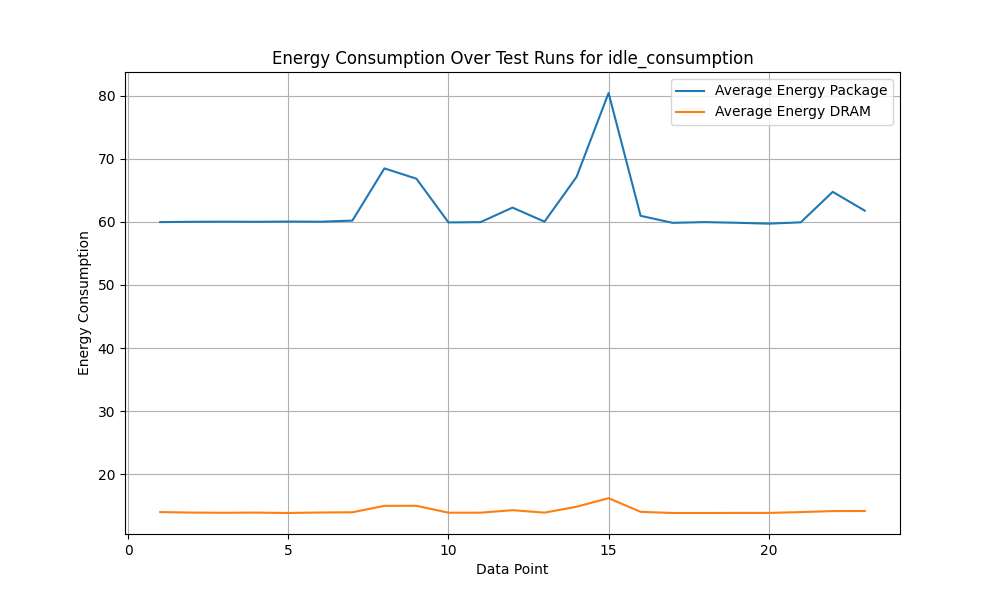 Energy Consumption Over Test Runs for idle_consumption
Average Energy Package
Average Energy DRAM
Energy Consumption
80
70
60
50
40
30
20
0 5 10 15 20
Data Point